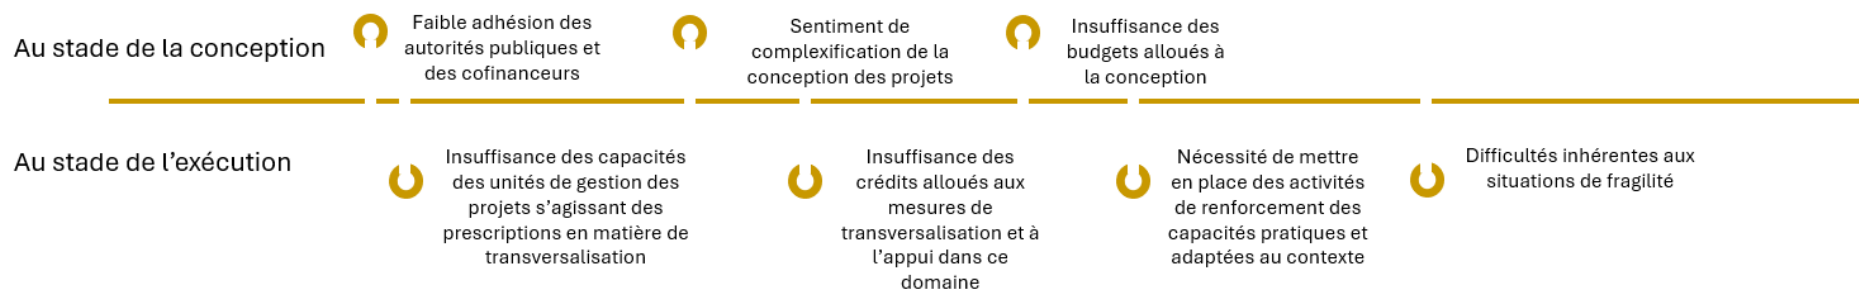 Au stade de la conception
Faible adhésion des
autorités publiques et
des cofinanceurs
Sentiment de
complexification de la
conception des projets
Insuffisance des
budgets alloués à
la conception
Au stade de l’exécution
Insuffisance des capacités
des unités de gestion des
projets s’agissant des
prescriptions en matière de
transversalisation
Insuffisance des
crédits alloués aux
mesures de
transversalisation et à
l’appui dans ce
domaine
Nécessité de mettre
en place des activités
de renforcement des
capacités pratiques et
adaptées au contexte
Difficultés inhérentes aux
situations de fragilité